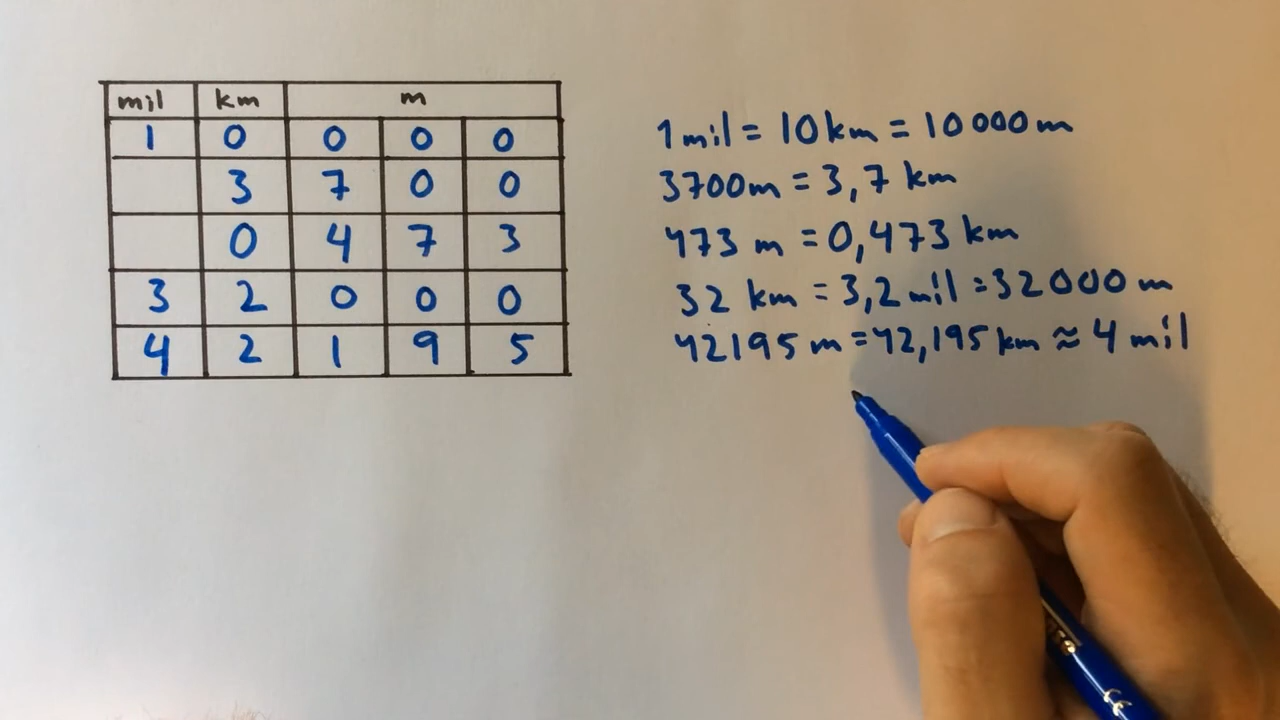 mil km m
1 0 0 0 0
3 7 0 0
0 4 7 3
3 2 0 0 0
4 2 1 9 5
1 mil = 10 km = 10 000 m
3700 m = 3,7 km
473 m = 0,473 km
32 km = 3,2 mil = 32000 m
42195 m = 42,195 km ≈ 4 mil